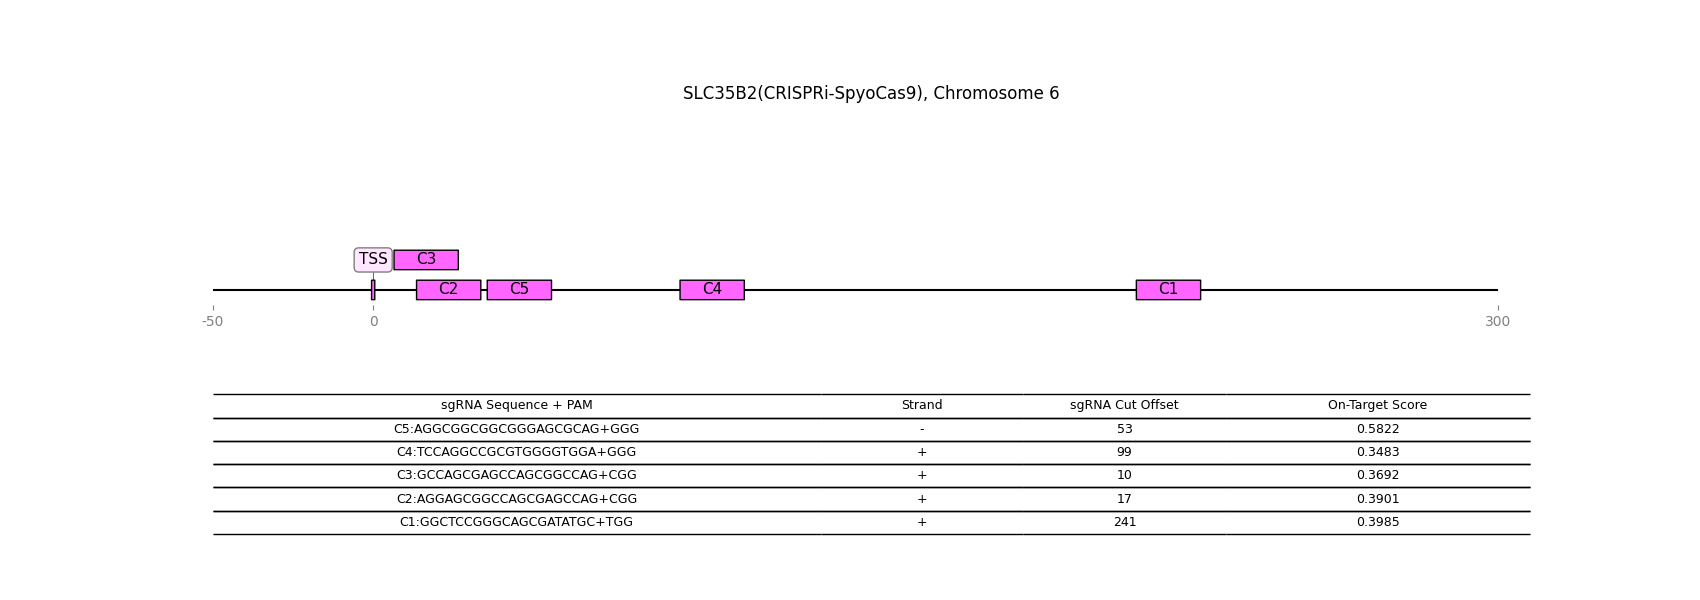 SLC35B2(CRISPRi-SpyoCas9), Chromosome 6
TSS C3
C2 C5 C4 C1
-50 0 300
sgRNA Sequence + PAM Strand sgRNA Cut Offset On-Target Score
C5:AGGCGGCGGCGGGAGCGCAG+GGG - 53 0.5822
C4:TCCAGGCCGCGTGGGGTGGA+GGG + 99 0.3483
C3:GCCAGCGAGCCAGCGGCCAG+CGG + 10 0.3692
C2:AGGAGCGGCCAGCGAGCCAG+CGG + 17 0.3901
C1:GGCTCCGGGCAGCGATATGC+TGG + 241 0.3985